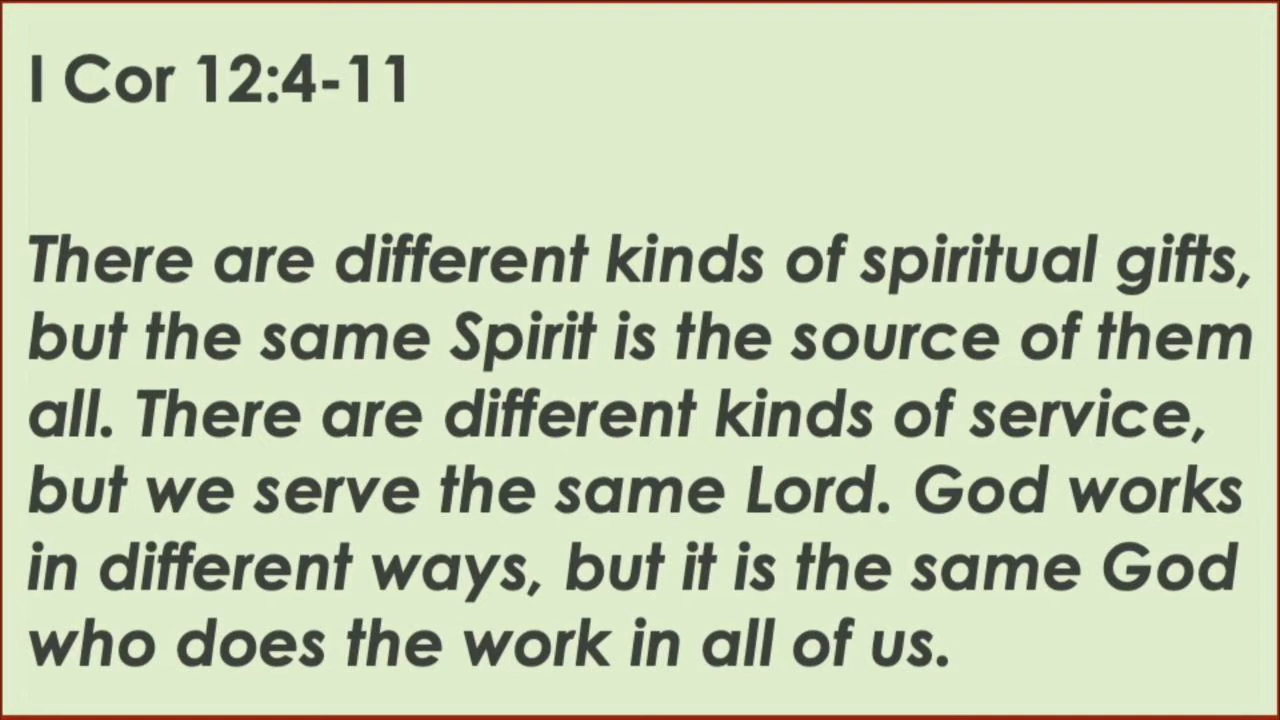 I Cor 12:4-11
There are different kinds of spiritual gifts,
but the same Spirit is the source of them
all. There are different kinds of service,
but we serve the same Lord. God works
in different ways, but it is the same God
who does the work in all of us.